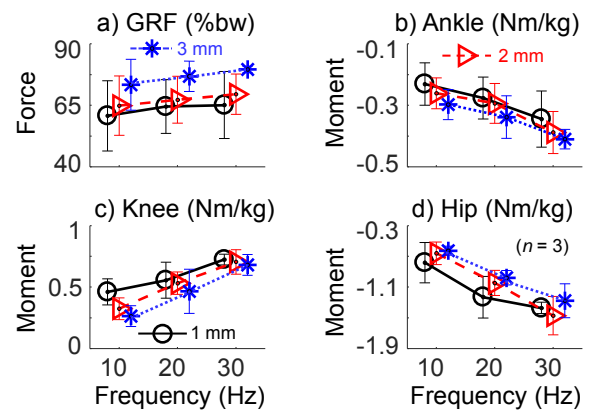 a) GRF (%bw)
b) Ankle (Nm/kg)
90
65
40
Force
3 mm
-0.1
-0.3
-0.5
Moment
2 mm
c) Knee (Nm/kg)
d) Hip (Nm/kg)
1
0.5
0
Moment
1 mm
-0.3
-1.1
-1.9
Moment
(n = 3)
10 20 30
10 20 30
Frequency (Hz)
Frequency (Hz)